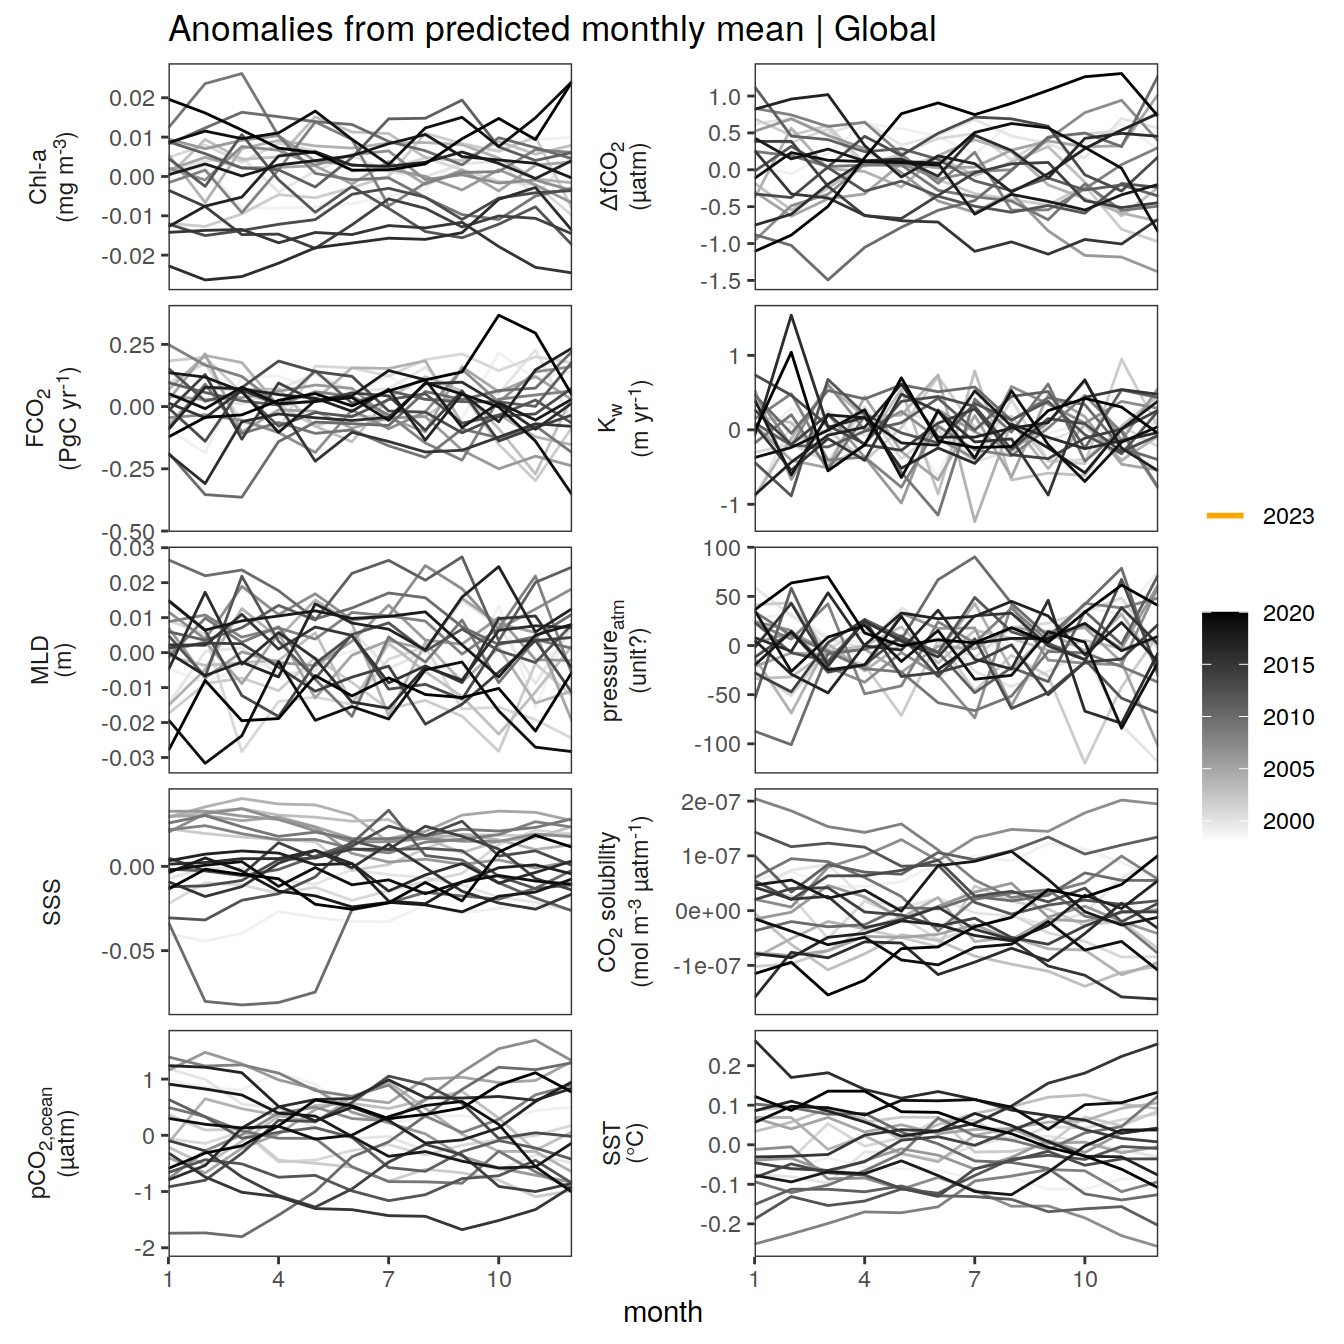 Anomalies from predicted monthly mean | Global
Chl-a
(mg m-3)
0.02
0.01
0.00
-0.01
-0.02
ΔfCO2
(µatm)
1.0
0.5
0.0
-0.5
-1.0
-1.5
FCO2
(PgC yr-1)
0.25
0.00
-0.25
-0.50
Kw
(m yr-1)
1
0
-1
MLD
(m)
0.03
0.02
0.01
0.00
-0.01
-0.02
-0.03
pressureatm
(unit?)
100
50
0
-50
-100
SSS
0.00
-0.05
CO2 solubility
(mol m-3 µatm-1)
2e-07
1e-07
0e+00
-1e-07
pCO2,ocean
(µatm)
1
0
-1
-2
SST
(°C)
0.2
0.1
0.0
-0.1
-0.2
1 4 7 10
1 4 7 10
month
2023
2020
2015
2010
2005
2000